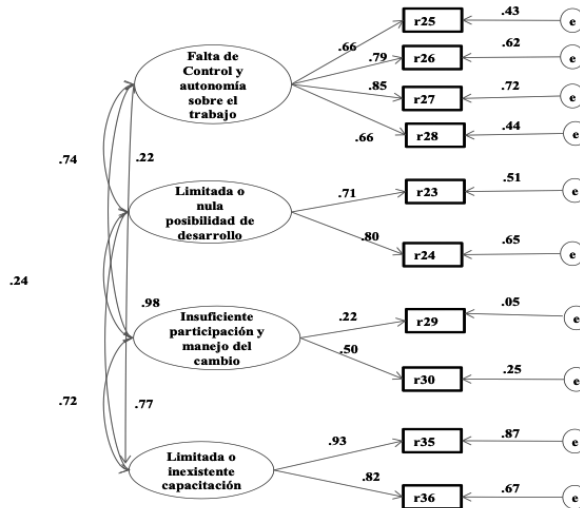 Falta de
Control y
autonomía
sobre el
trabajo
.66
.79
.85
.66
r25
r26
r27
r28
.43
.62
.72
.44
e
e
e
e
.74
.22
Limitada o
nula
posibilidad de
desarrollo
.71
.80
r23
r24
.51
.65
e
e
.24
.98
Insuficiente
participación y
manejo del
cambio
.22
.50
r29
r30
.05
.25
e
e
.72
.77
Limitada o
inexistente
capacitación
.93
.82
r35
r36
.87
.67
e
e